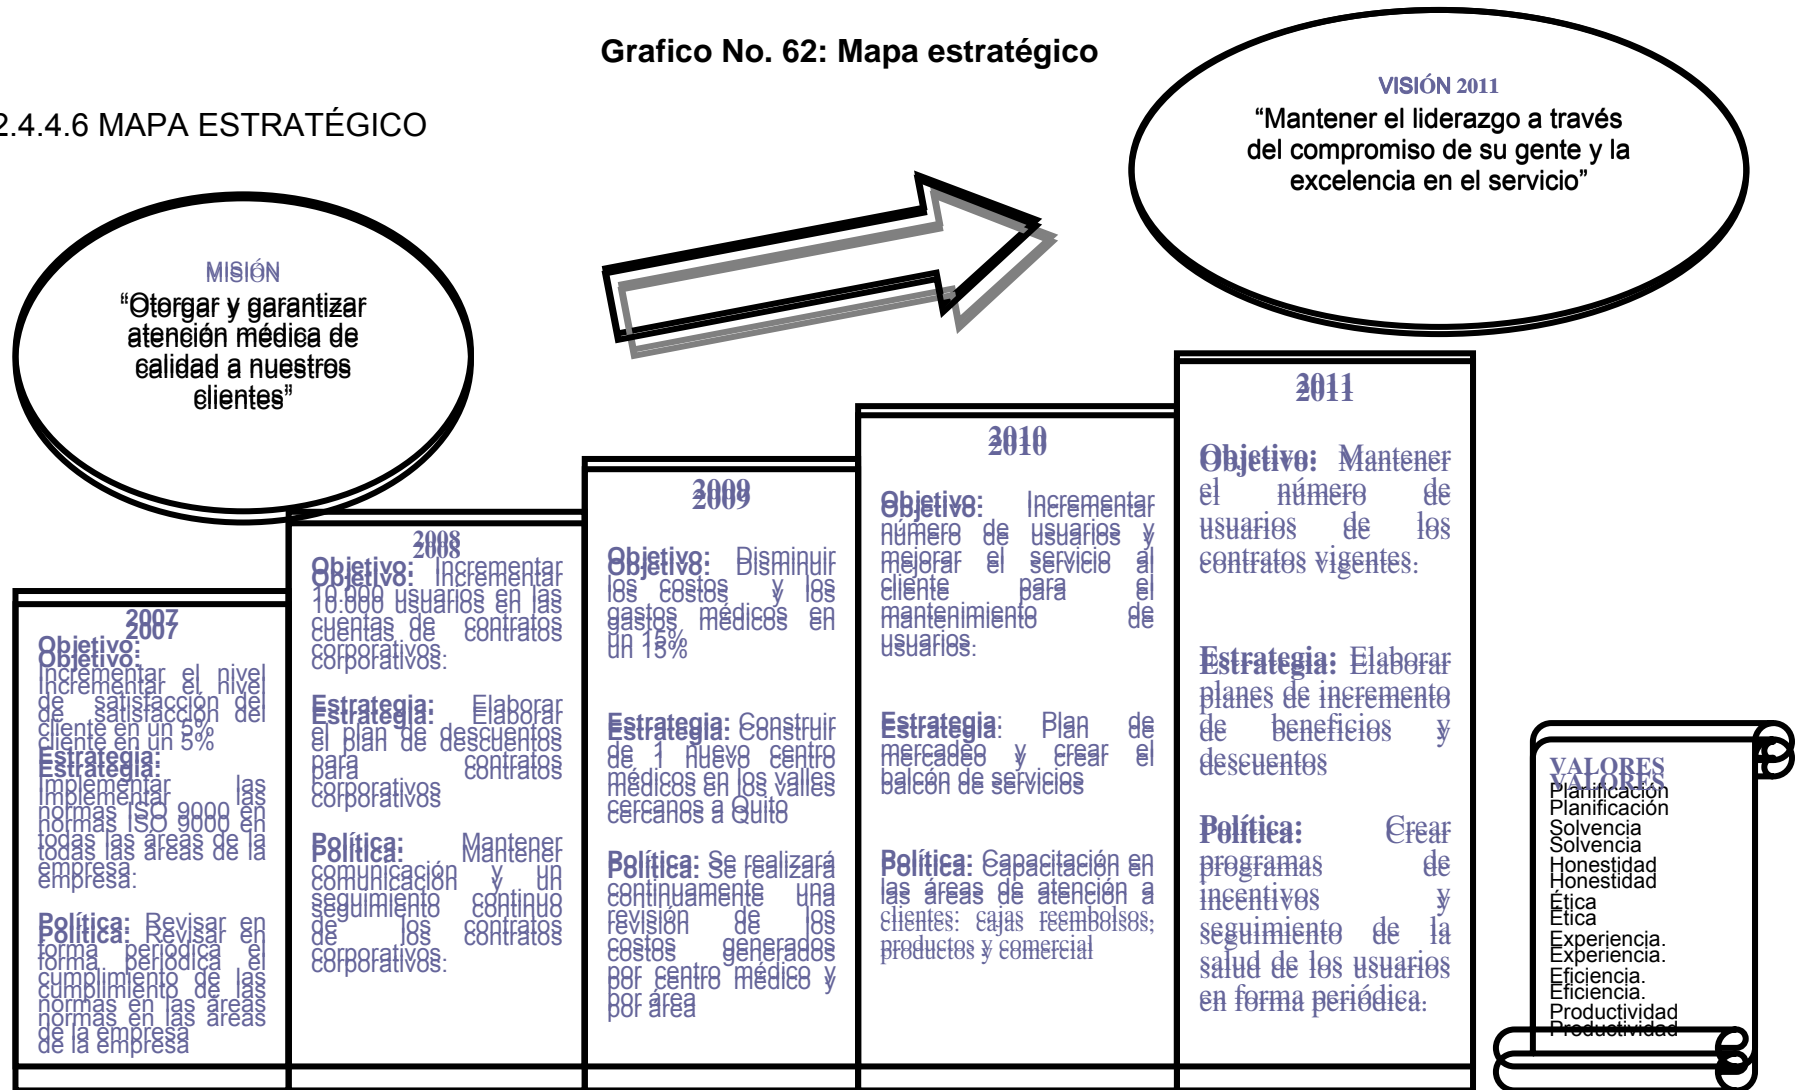 Grafico No. 62: Mapa estratégico
2.4.4.6 MAPA ESTRATÉGICO
VISIÓN 2011
“Mantener el liderazgo a través
del compromiso de su gente y la
excelencia en el servicio”
MISIÓN
“Otorgar y garantizar
atención médica de
calidad a nuestros
clientes”
2007
Objetivo:
Incrementar el nivel
de satisfacción del
cliente en un 5%
Estrategia:
Implementar las
normas ISO 9000 en
todas las áreas de la
empresa.
Política: Revisar en
forma periódica el
cumplimiento de las
normas en las áreas
de la empresa
2008
Objetivo: Incrementar
10.000 usuarios en las
cuentas de contratos
corporativos.
Estrategia: Elaborar
el plan de descuentos
para contratos
corporativos
Política: Mantener
comunicación y un
seguimiento continuo
de los contratos
corporativos.
2009
Objetivo: Disminuir
los costos y los
gastos médicos en
un 15%
Estrategia: Construir
de 1 nuevo centro
médicos en los valles
cercanos a Quito
Política: Se realizará
continuamente una
revisión de los
costos generados
por centro médico y
por área
2010
Objetivo: Incrementar
número de usuarios y
mejorar el servicio al
cliente para el
mantenimiento de
usuarios.
Estrategia: Plan de
mercadeo y crear el
balcón de servicios
Política: Capacitación en
las áreas de atención a
clientes: cajas reembolsos,
productos y comercial
2011
Objetivo: Mantener
el número de
usuarios de los
contratos vigentes.
Estrategia: Elaborar
planes de incremento
de beneficios y
descuentos
Política: Crear
programas de
incentivos y
seguimiento de la
salud de los usuarios
en forma periódica.
VALORES
Planificación
Solvencia
Honestidad
Ética
Experiencia.
Eficiencia.
Productividad